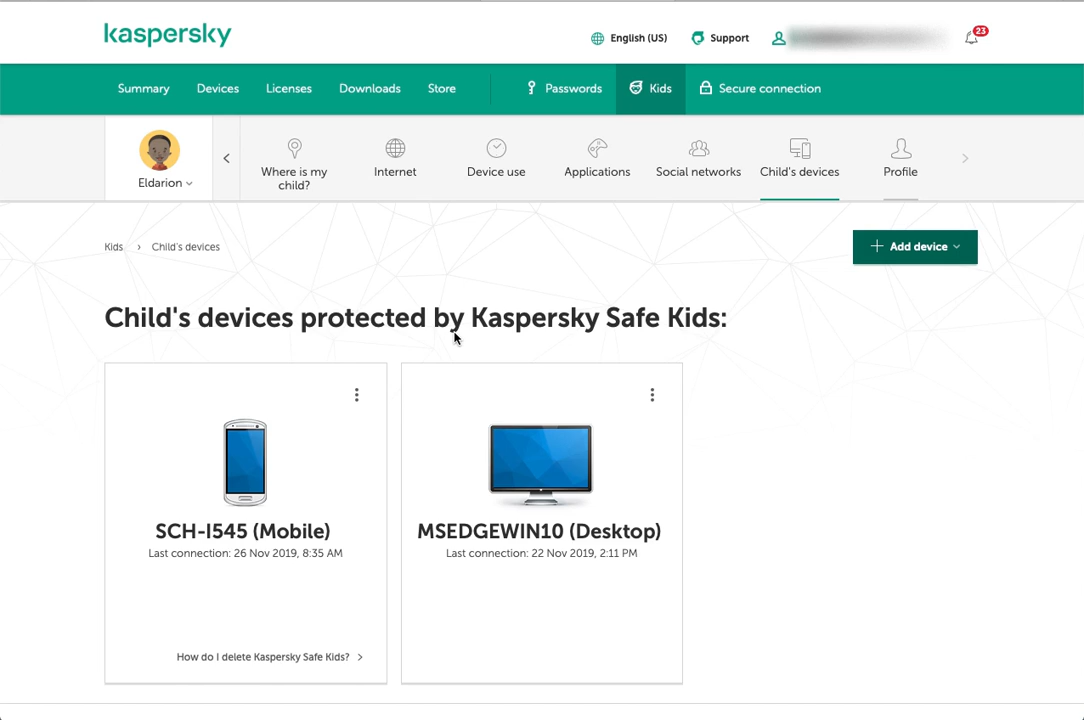 kaspersky
English (US)
Support
23
Summary
Devices
Licenses
Downloads
Store
Passwords
Kids
Secure connection
Eldarion
Where is my
child?
Internet
Device use
Applications
Social networks
Child's devices
Profile
Kids › Child's devices
Add device
Child's devices protected by Kaspersky Safe Kids:
SCH-I545 (Mobile)
Last connection: 26 Nov 2019, 8:35 AM
How do I delete Kaspersky Safe Kids?
MSEDGEWIN10 (Desktop)
Last connection: 22 Nov 2019, 2:11 PM